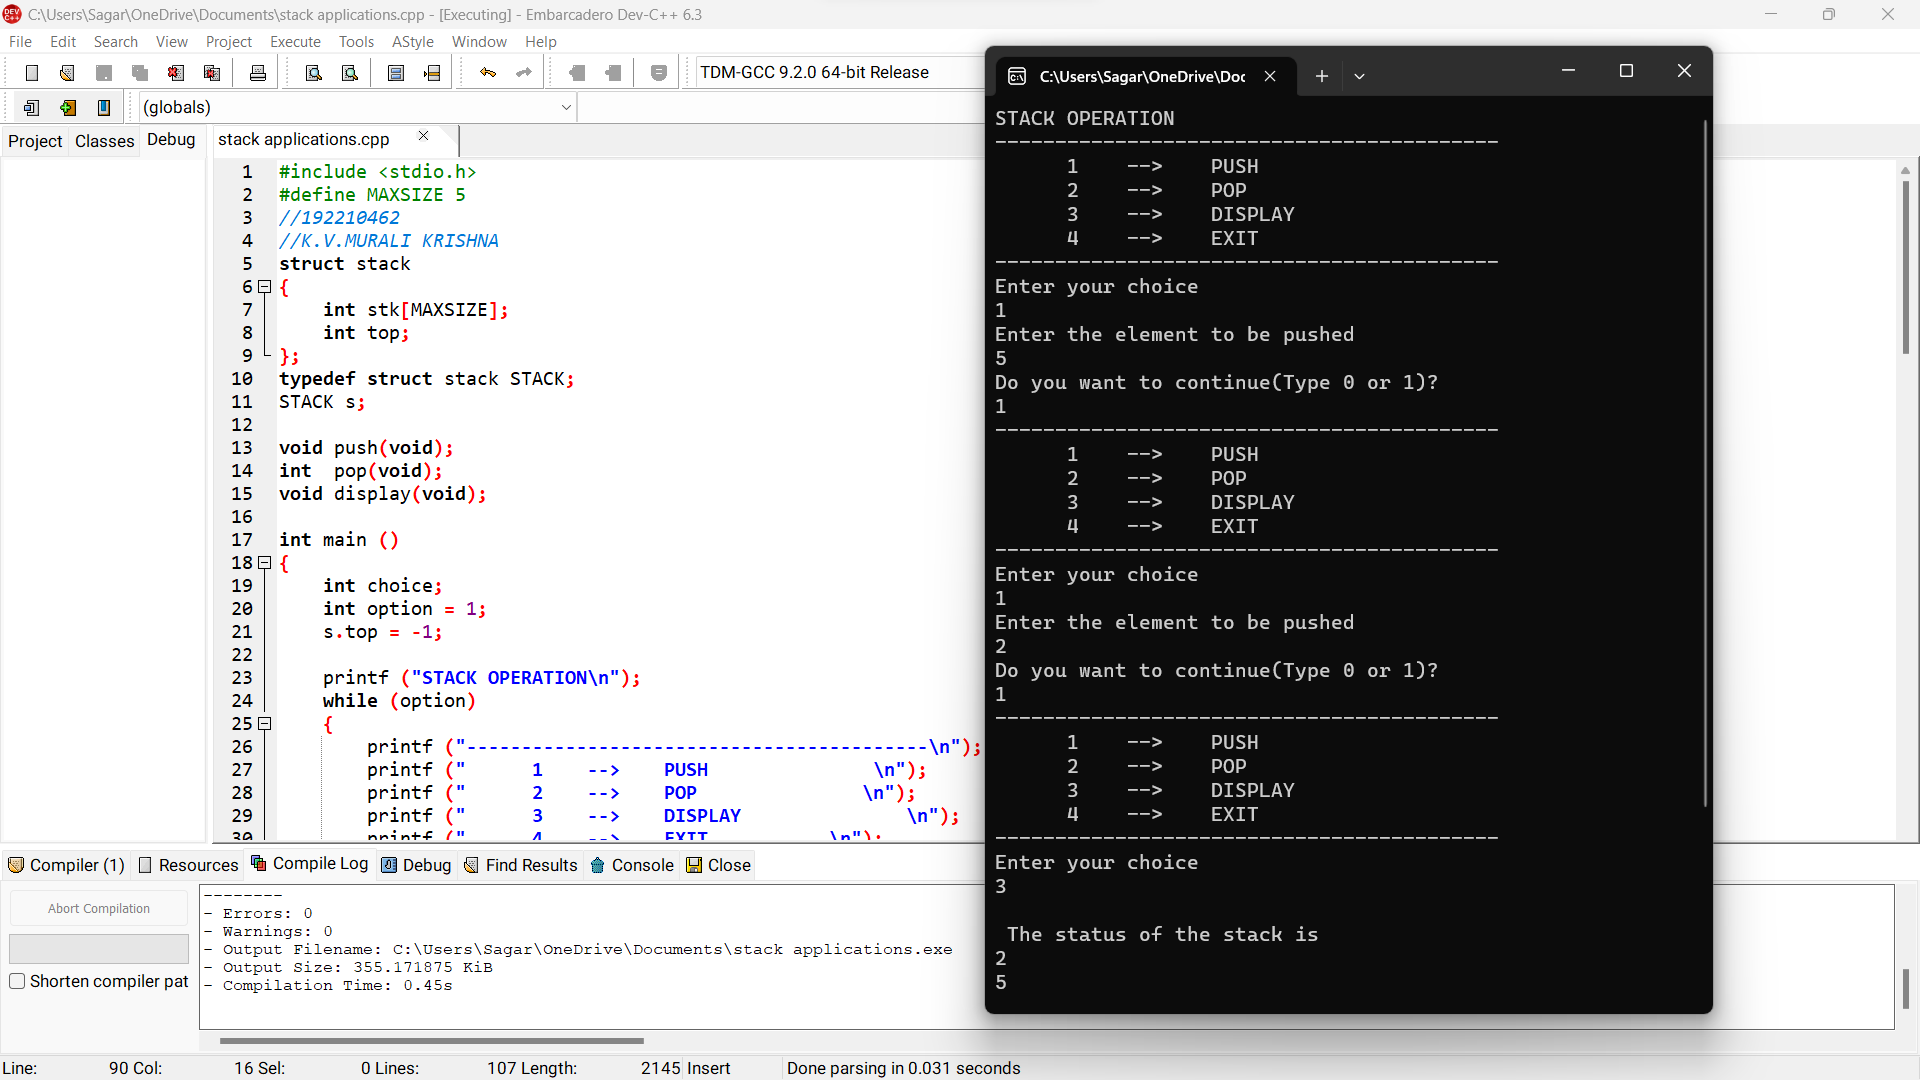 C:\Users\Sagar\OneDrive\Documents\stack applications.cpp - [Executing] - Embarcadero Dev-C++ 6.3
File Edit Search View Project Execute Tools AStyle Window Help
TDM-GCC 9.2.0 64-bit Release
(globals)
Project Classes Debug
stack applications.cpp
1 #include <stdio.h>
2 #define MAXSIZE 5
3 //192210462
4 //K.V.MURALI KRISHNA
5 struct stack
6 {
7 int stk[MAXSIZE];
8 int top;
9 };
10 typedef struct stack STACK;
11 STACK s;
12
13 void push(void);
14 int  pop(void);
15 void display(void);
16
17 int main ()
18 {
19 int choice;
20 int option = 1;
21 s.top = -1;
22
23 printf ("STACK OPERATION\n");
24 while (option)
25 {
26 printf ("------------------------------------------\n");
27 printf ("      1    -->    PUSH               \n");
28 printf ("      2    -->    POP               \n");
29 printf ("      3    -->    DISPLAY               \n");
30 printf ("      4    -->    EXIT           \n");
C:\Users\Sagar\OneDrive\Doc
STACK OPERATION
------------------------------------------
      1    -->    PUSH
      2    -->    POP
      3    -->    DISPLAY
      4    -->    EXIT
------------------------------------------
Enter your choice
1
Enter the element to be pushed
5
Do you want to continue(Type 0 or 1)?
1
------------------------------------------
      1    -->    PUSH
      2    -->    POP
      3    -->    DISPLAY
      4    -->    EXIT
------------------------------------------
Enter your choice
1
Enter the element to be pushed
2
Do you want to continue(Type 0 or 1)?
1
------------------------------------------
      1    -->    PUSH
      2    -->    POP
      3    -->    DISPLAY
      4    -->    EXIT
------------------------------------------
Enter your choice
3

 The status of the stack is
2
5
Compiler (1) Resources Compile Log Debug Find Results Console Close
Abort Compilation
Shorten compiler pat
--------
- Errors: 0
- Warnings: 0
- Output Filename: C:\Users\Sagar\OneDrive\Documents\stack applications.exe
- Output Size: 355.171875 KiB
- Compilation Time: 0.45s
Line: 90 Col: 16 Sel: 0 Lines: 107 Length: 2145 Insert Done parsing in 0.031 seconds